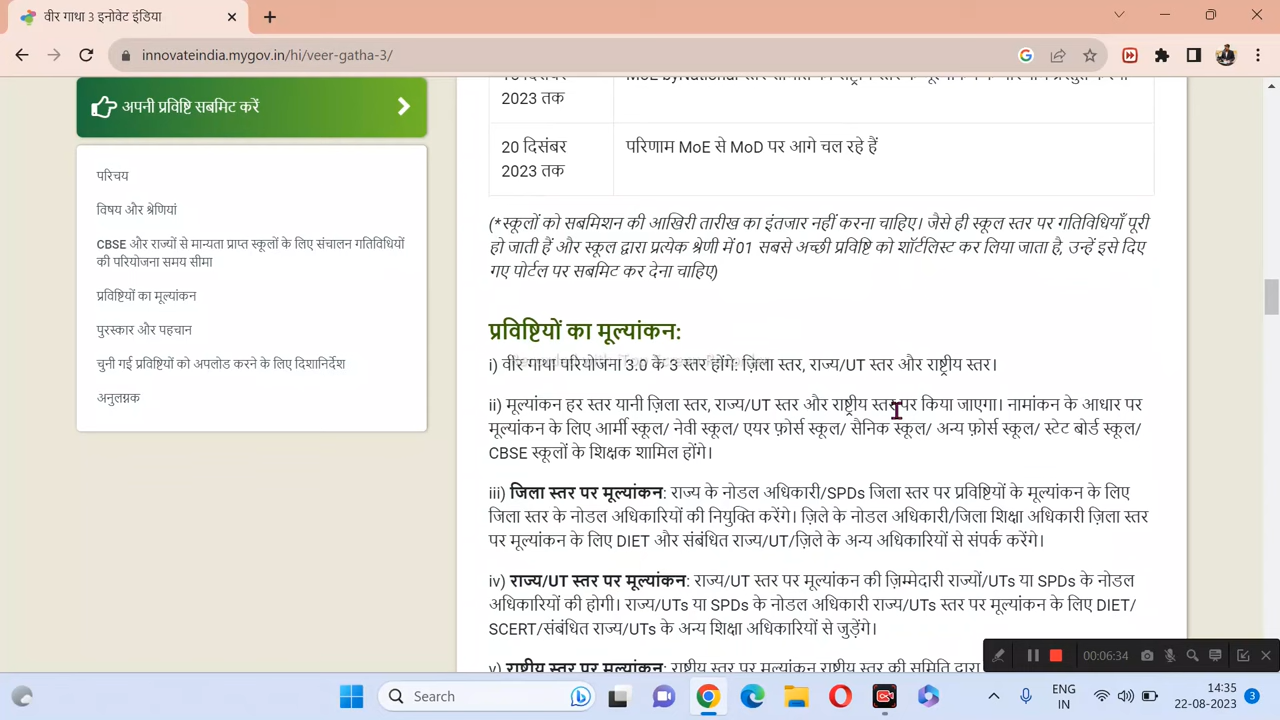 वीर गाथा 3 इनोवेट इंडिया
innovateindia.mygov.in/hi/veer-gatha-3/
अपनी प्रविष्टि सबमिट करें
परिचय
विषय और श्रेणियां
CBSE और राज्यों से मान्यता प्राप्त स्कूलों के लिए संचालन गतिविधियों
की परियोजना समय सीमा
प्रविष्टियों का मूल्यांकन
पुरस्कार और पहचान
चुनी गई प्रविष्टियों को अपलोड करने के लिए दिशानिर्देश
अनुलग्नक
2023 तक
20 दिसंबर
2023 तक
परिणाम MoE से MoD पर आगे चल रहे हैं
(*स्कूलों को सबमिशन की आखिरी तारीख का इंतजार नहीं करना चाहिए। जैसे ही स्कूल स्तर पर गतिविधियाँ पूरी
हो जाती हैं और स्कूल द्वारा प्रत्येक श्रेणी में 01 सबसे अच्छी प्रविष्टि को शॉर्टलिस्ट कर लिया जाता है, उन्हें इसे दिए
गए पोर्टल पर सबमिट कर देना चाहिए)
प्रविष्टियों का मूल्यांकन:
i) वीर गाथा परियोजना 3.0 के 3 स्तर होंगे: ज़िला स्तर, राज्य/UT स्तर और राष्ट्रीय स्तर।
ii) मूल्यांकन हर स्तर यानी ज़िला स्तर, राज्य/UT स्तर और राष्ट्रीय स्तर पर किया जाएगा। नामांकन के आधार पर
मूल्यांकन के लिए आर्मी स्कूल/ नेवी स्कूल/ एयर फ़ोर्स स्कूल/ सैनिक स्कूल/ अन्य फ़ोर्स स्कूल/ स्टेट बोर्ड स्कूल/
CBSE स्कूलों के शिक्षक शामिल होंगे।
iii) जिला स्तर पर मूल्यांकन: राज्य के नोडल अधिकारी/SPDs जिला स्तर पर प्रविष्टियों के मूल्यांकन के लिए
जिला स्तर के नोडल अधिकारियों की नियुक्ति करेंगे। ज़िले के नोडल अधिकारी/जिला शिक्षा अधिकारी ज़िला स्तर
पर मूल्यांकन के लिए DIET और संबंधित राज्य/UT/ज़िले के अन्य अधिकारियों से संपर्क करेंगे।
iv) राज्य/UT स्तर पर मूल्यांकन: राज्य/UT स्तर पर मूल्यांकन की ज़िम्मेदारी राज्यों/UTs या SPDs के नोडल
अधिकारियों की होगी। राज्य/UTs या SPDs के नोडल अधिकारी राज्य/UTs स्तर पर मूल्यांकन के लिए DIET/
SCERT/संबंधित राज्य/UTs के अन्य शिक्षा अधिकारियों से जुड़ेंगे।
v) राष्ट्रीय स्तर पर मूल्यांकन: राष्ट्रीय स्तर पर मूल्यांकन राष्ट्रीय स्तर की समिति द्वारा
00:06:34
Search
ENG
IN
14:35
22-08-2023
3